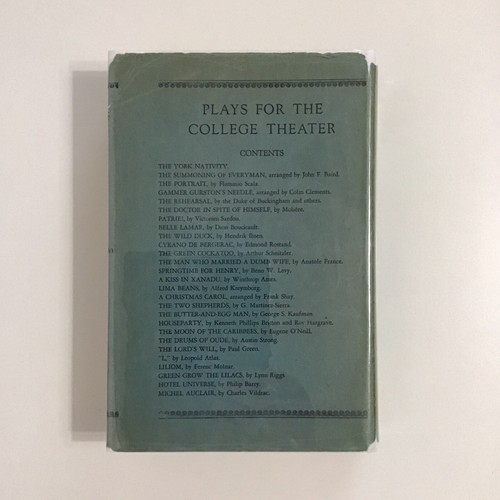 PLAYS FOR THE
COLLEGE THEATER
CONTENTS
THE YORK NATIVITY.
THE SUMMONING OF EVERYMAN, arranged by John P. Baird.
THE PORTRAIT, by Flaminio Scala.
GAMMER GURTON'S NEEDLE, arranged by Colin Clements.
THE REHEARSAL, by the Duke of Buckingham and others.
THE DOCTOR IN SPITE OF HIMSELF, by Molière.
PATRIE!, by Victorien Sardou.
BELLE LAMAR, by Dion Boucicault.
THE WILD DUCK, by Hendrik Ibsen.
CYRANO DE BERGERAC, by Edmond Rostand.
THE GREEN COCKATOO, by Arthur Schnitzler.
THE MAN WHO MARRIED A DUMB WIFE, by Anatole France.
SPRINGTIME FOR HENRY, by Benn W. Levy.
A KISS IN XANADU, by Winthrop Ames.
LIMA BEANS, by Alfred Kreymborg.
A CHRISTMAS CAROL, arranged by Frank Shay.
THE TWO SHEPHERDS, by G. Martinez-Sierra.
THE BUTTER-AND-EGG MAN, by George S. Kaufman.
HOUSEPARTY, by Kenneth Phillips Britton and Roy Hargrave.
THE MOON OF THE CARIBBEES, by Eugene O'Neill.
THE DRUMS OF OUDE, by Austin Strong.
THE LORD'S WILL, by Paul Green.
"L," by Leopold Atlas.
LILIOM, by Ferenc Molnar.
GREEN GROW THE LILACS, by Lynn Riggs.
HOTEL UNIVERSE, by Philip Barry.
MICHEL AUCLAIR, by Charles Vildrac.